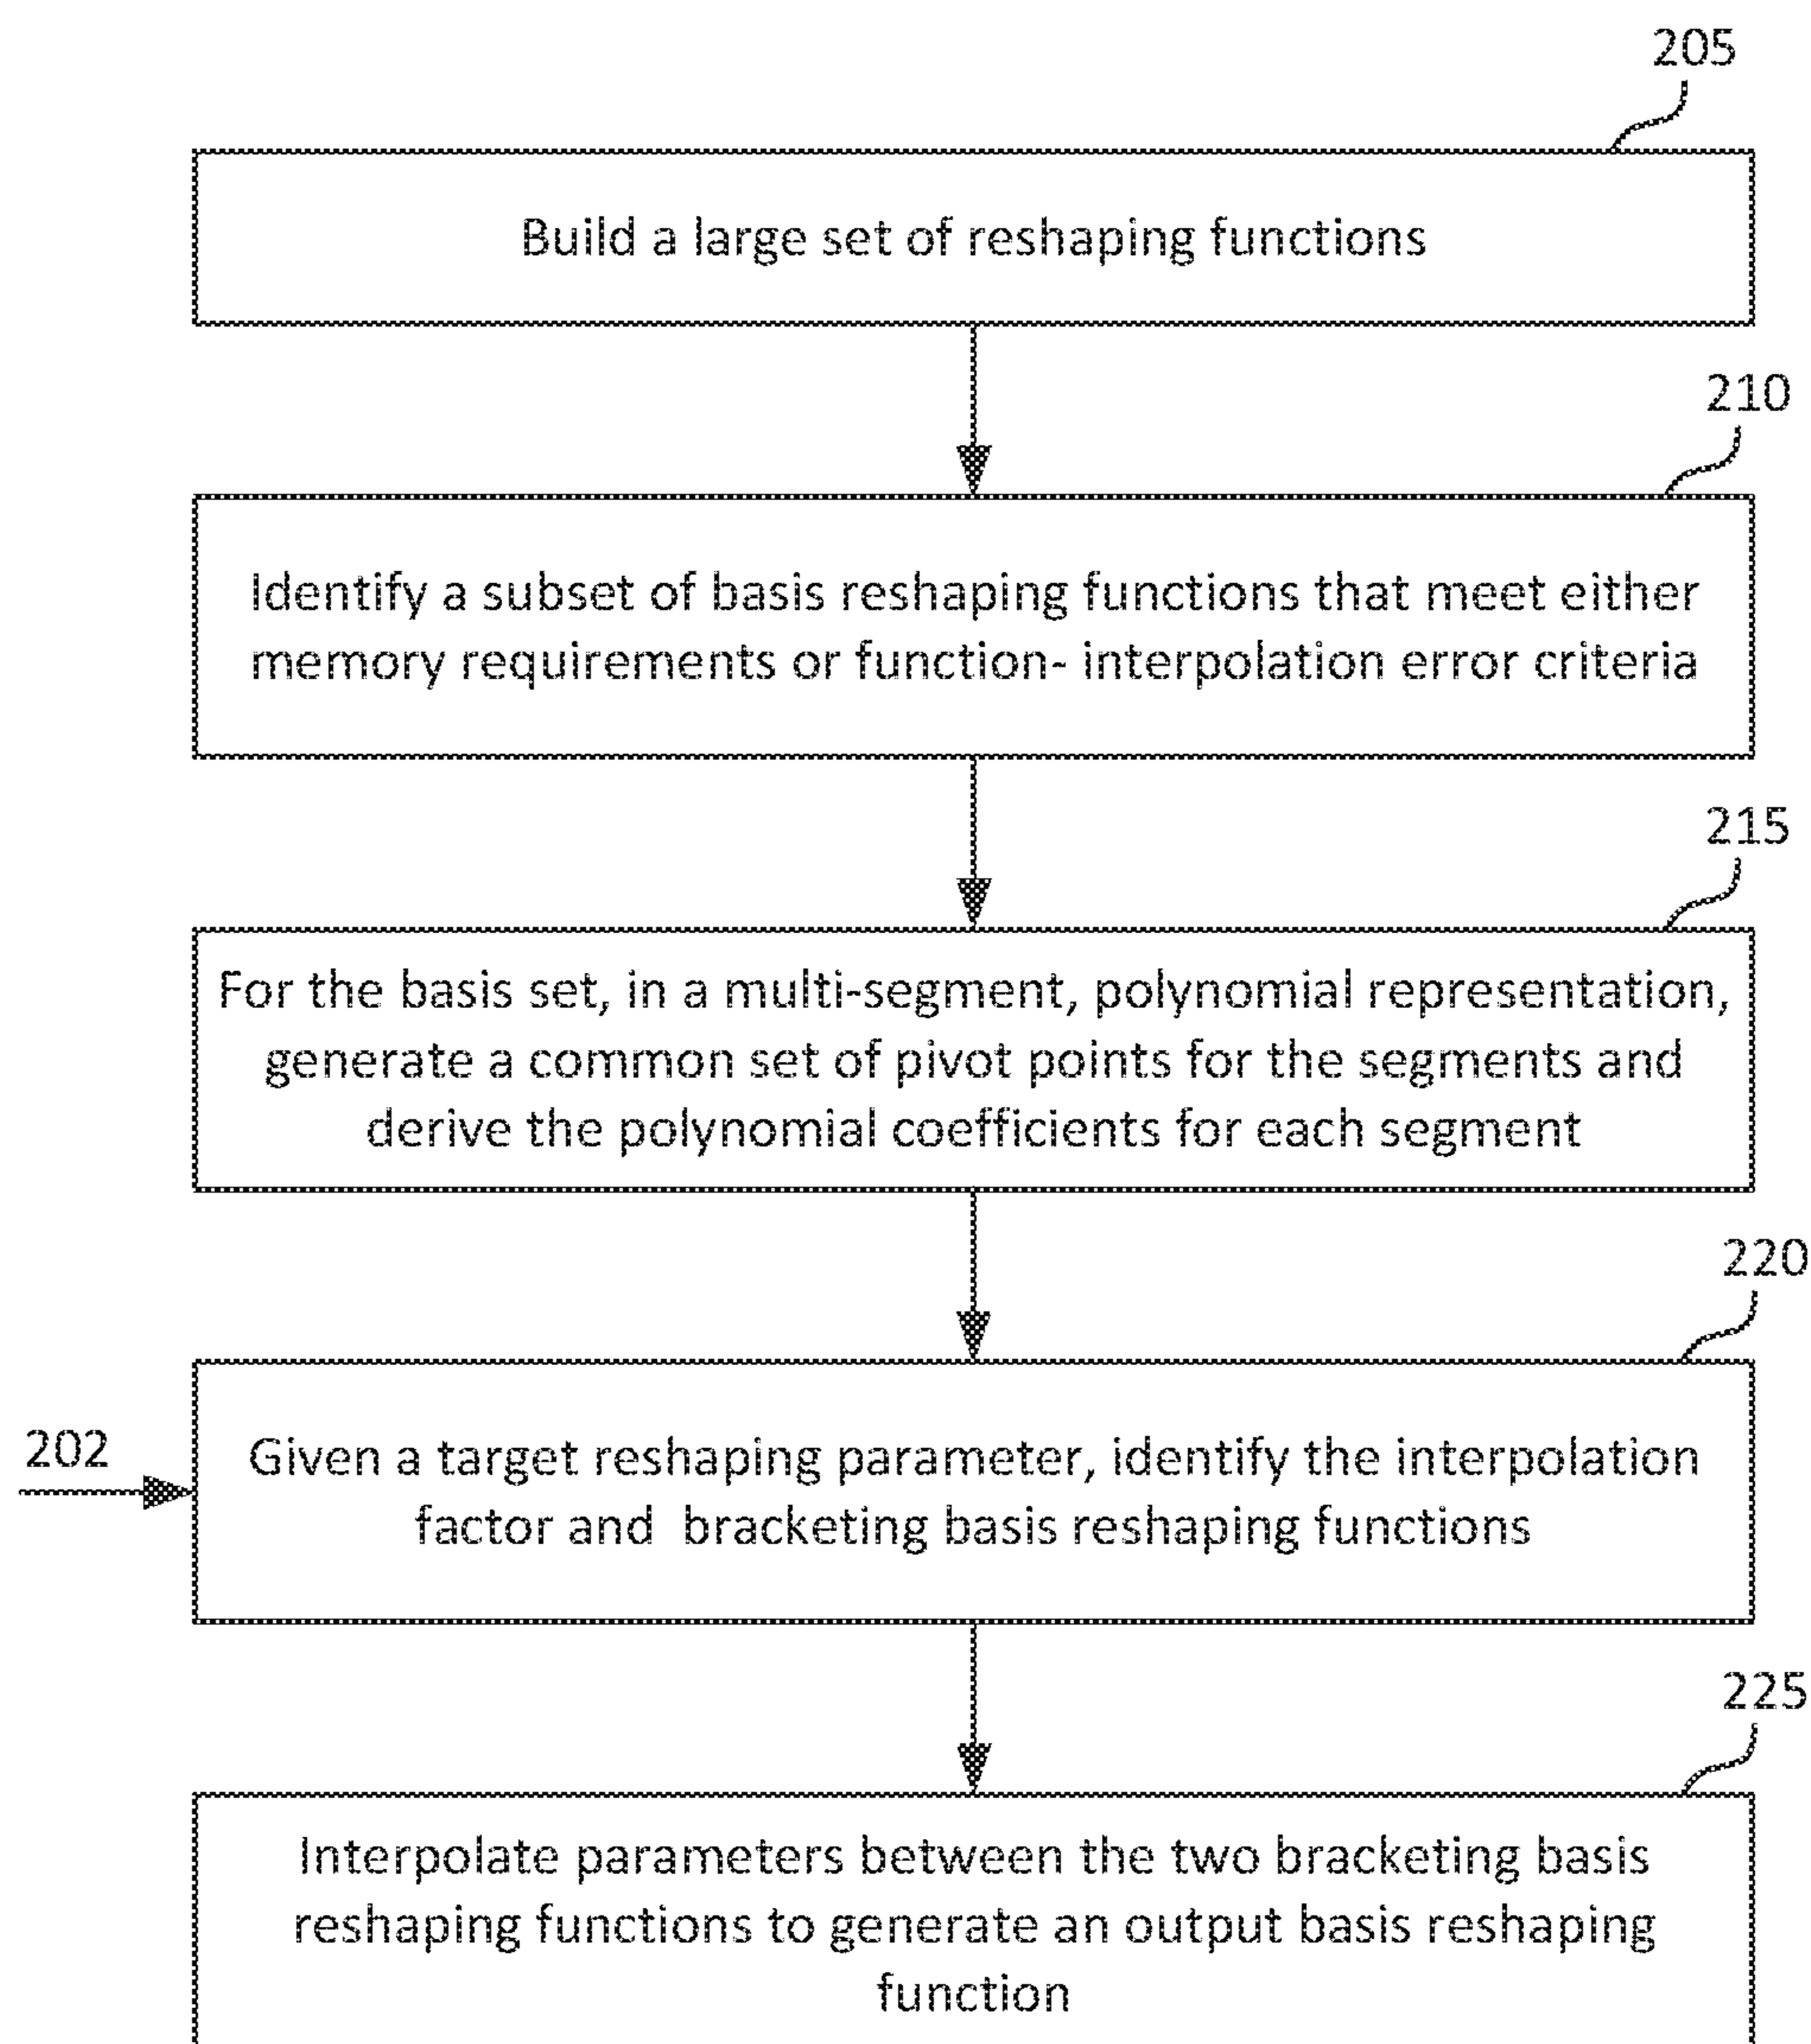 205
Build a large set of reshaping functions
210
Identify a subset of basis reshaping functions that meet either
memory requirements or function- interpolation error criteria
215
For the basis set, in a multi-segment, polynomial representation,
generate a common set of pivot points for the segments and
derive the polynomial coefficients for each segment
220
202
Given a target reshaping parameter, identify the interpolation
factor and bracketing basis reshaping functions
225
Interpolate parameters between the two bracketing basis
reshaping functions to generate an output basis reshaping
function